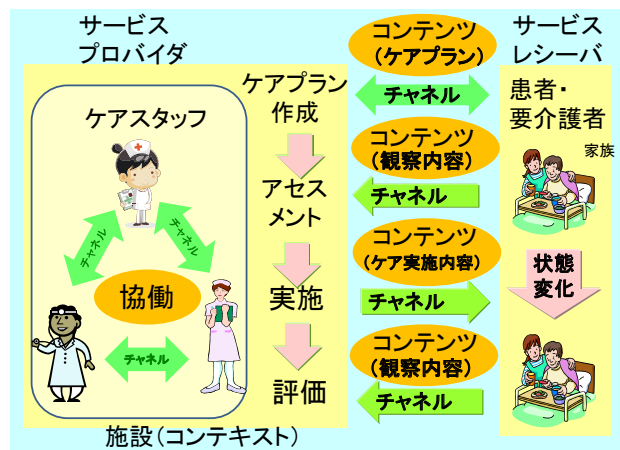 サービス
プロバイダ
ケアスタッフ
チャネル
チャネル
協働
チャネル
ケアプラン
作成
アセス
メント
実施
評価
施設(コンテキスト)
コンテンツ
(ケアプラン)
チャネル
コンテンツ
(観察内容)
チャネル
コンテンツ
(ケア実施内容)
チャネル
コンテンツ
(観察内容)
チャネル
サービス
レシーバ
患者・
要介護者
家族
状態
変化